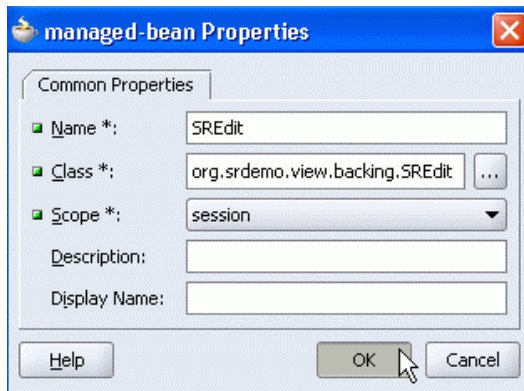 managed-bean Properties
Common Properties
Name *: SREdit
Class *: org.srdemo.view.backing.SREdit ...
Scope *: session
Description:
Display Name:
Help OK Cancel